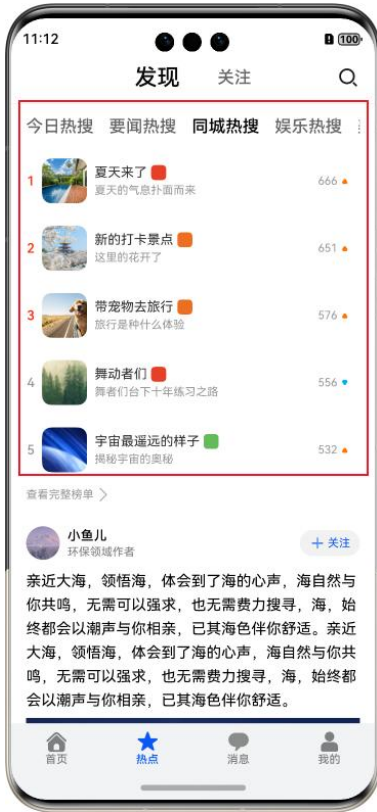 11:12
100
发现 关注
今日热搜 要闻热搜 同城热搜 娱乐热搜
1 夏天来了 666
夏天的气息扑面而来
2 新的打卡景点 651
这里的花开了
3 带宠物去旅行 576
旅行是种什么体验
4 舞动者们 556
舞者们台下十年练习之路
5 宇宙最遥远的样子 532
揭秘宇宙的奥秘
查看完整榜单
小鱼儿
环保领域作者
+ 关注
亲近大海，领悟海，体会到了海的心声，海自然与
你共鸣，无需可以强求，也无需费力搜寻，海，始
终都会以潮声与你相亲，已其海色伴你舒适。亲近
大海，领悟海，体会到了海的心声，海自然与你共
鸣，无需可以强求，也无需费力搜寻，海，始终都
会以潮声与你相亲，已其海色伴你舒适。
首页 热点 消息 我的